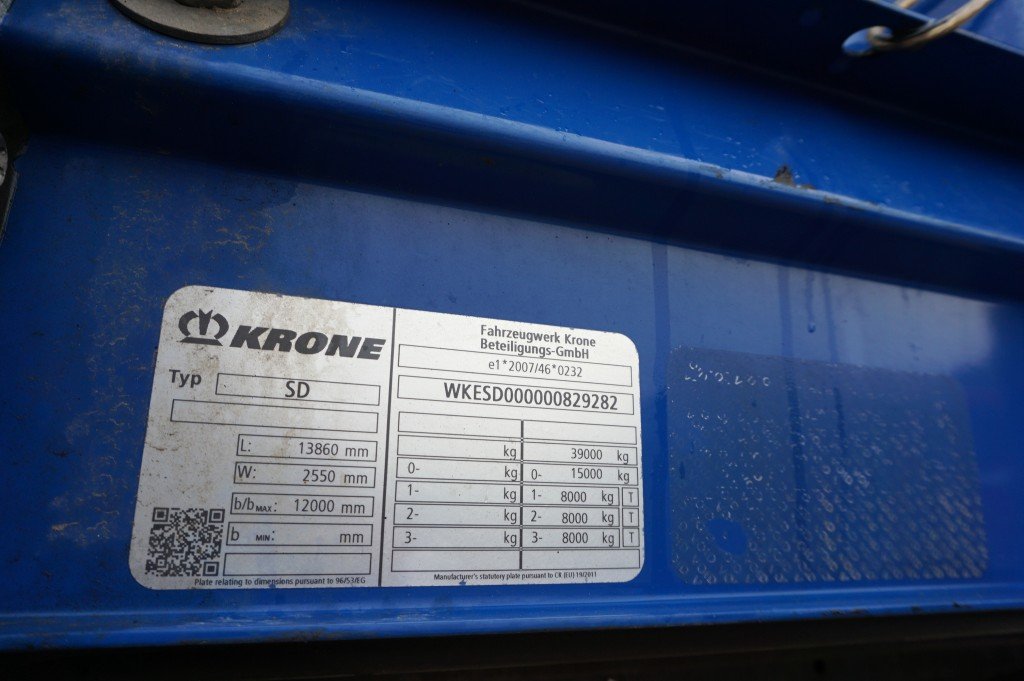 KRONE
Typ SD
L: 13860 mm
W: 2550 mm
b/bMAX: 12000 mm
b MIN: mm
Plate relating to dimensions pursuant to 96/53/EG
Fahrzeugwerk Krone
Beteiligungs-GmbH
e1*2007/46*0232
WKESD000000829282
kg 39000 kg
0- kg 0- 15000 kg
1- kg 1- 8000 kg T
2- kg 2- 8000 kg T
3- kg 3- 8000 kg T
Manufacturer's statutory plate pursuant to CR (EU) 19/2011